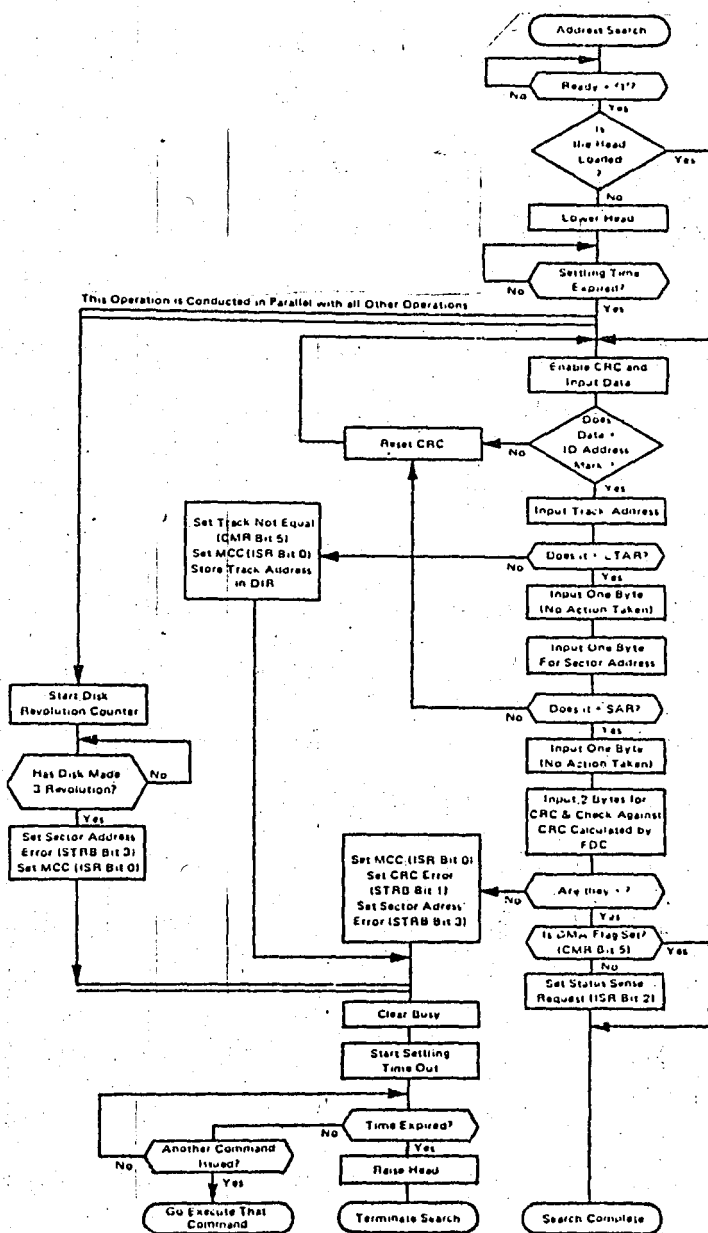 Address Search
Ready = "1"?
No
Yes
Is
the Head
Loaded
?
Yes
No
Lower Head
Settling Time
Expired?
No
Yes
This Operation is Conducted in Parallel with all Other Operations
Enable CRC and
Input Data
Does
Data =
ID Address
Mark ?
No
Reset CRC
Yes
Input Track Address
Set Track Not Equal
(CMR Bit 5)
Set MCC (ISR Bit 0)
Store Track Address
in DIR
Does it = LTAR?
No
Yes
Input One Byte
(No Action Taken)
Input One Byte
For Sector Address
Start Disk
Revolution Counter
Does it = SAR?
No
Yes
Input One Byte
(No Action Taken)
Has Disk Made
3 Revolution?
No
Yes
Input 2 Bytes for
CRC & Check Against
CRC Calculated by
FDC
Set Sector Address
Error (STRB Bit 3)
Set MCC (ISR Bit 0)
Set MCC (ISR Bit 0)
Set CRC Error
(STRB Bit 1)
Set Sector Adress
Error (STRB Bit 3)
Are they = ?
No
Yes
Is DMA Flag Set?
(CMR Bit 5)
Yes
No
Set Status Sense
Request (ISR Bit 2)
Clear Busy
Start Settling
Time Out
Time Expired?
No
Yes
Another Command
Issued?
No
Yes
Raise Head
Go Execute That
Command
Terminate Search
Search Complete